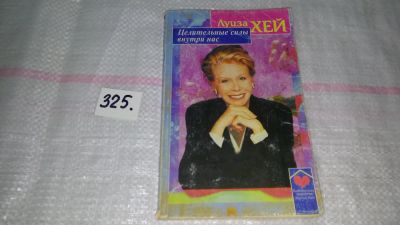 Луиза ХЕЙ
Целительные силы
внутри нас
325.